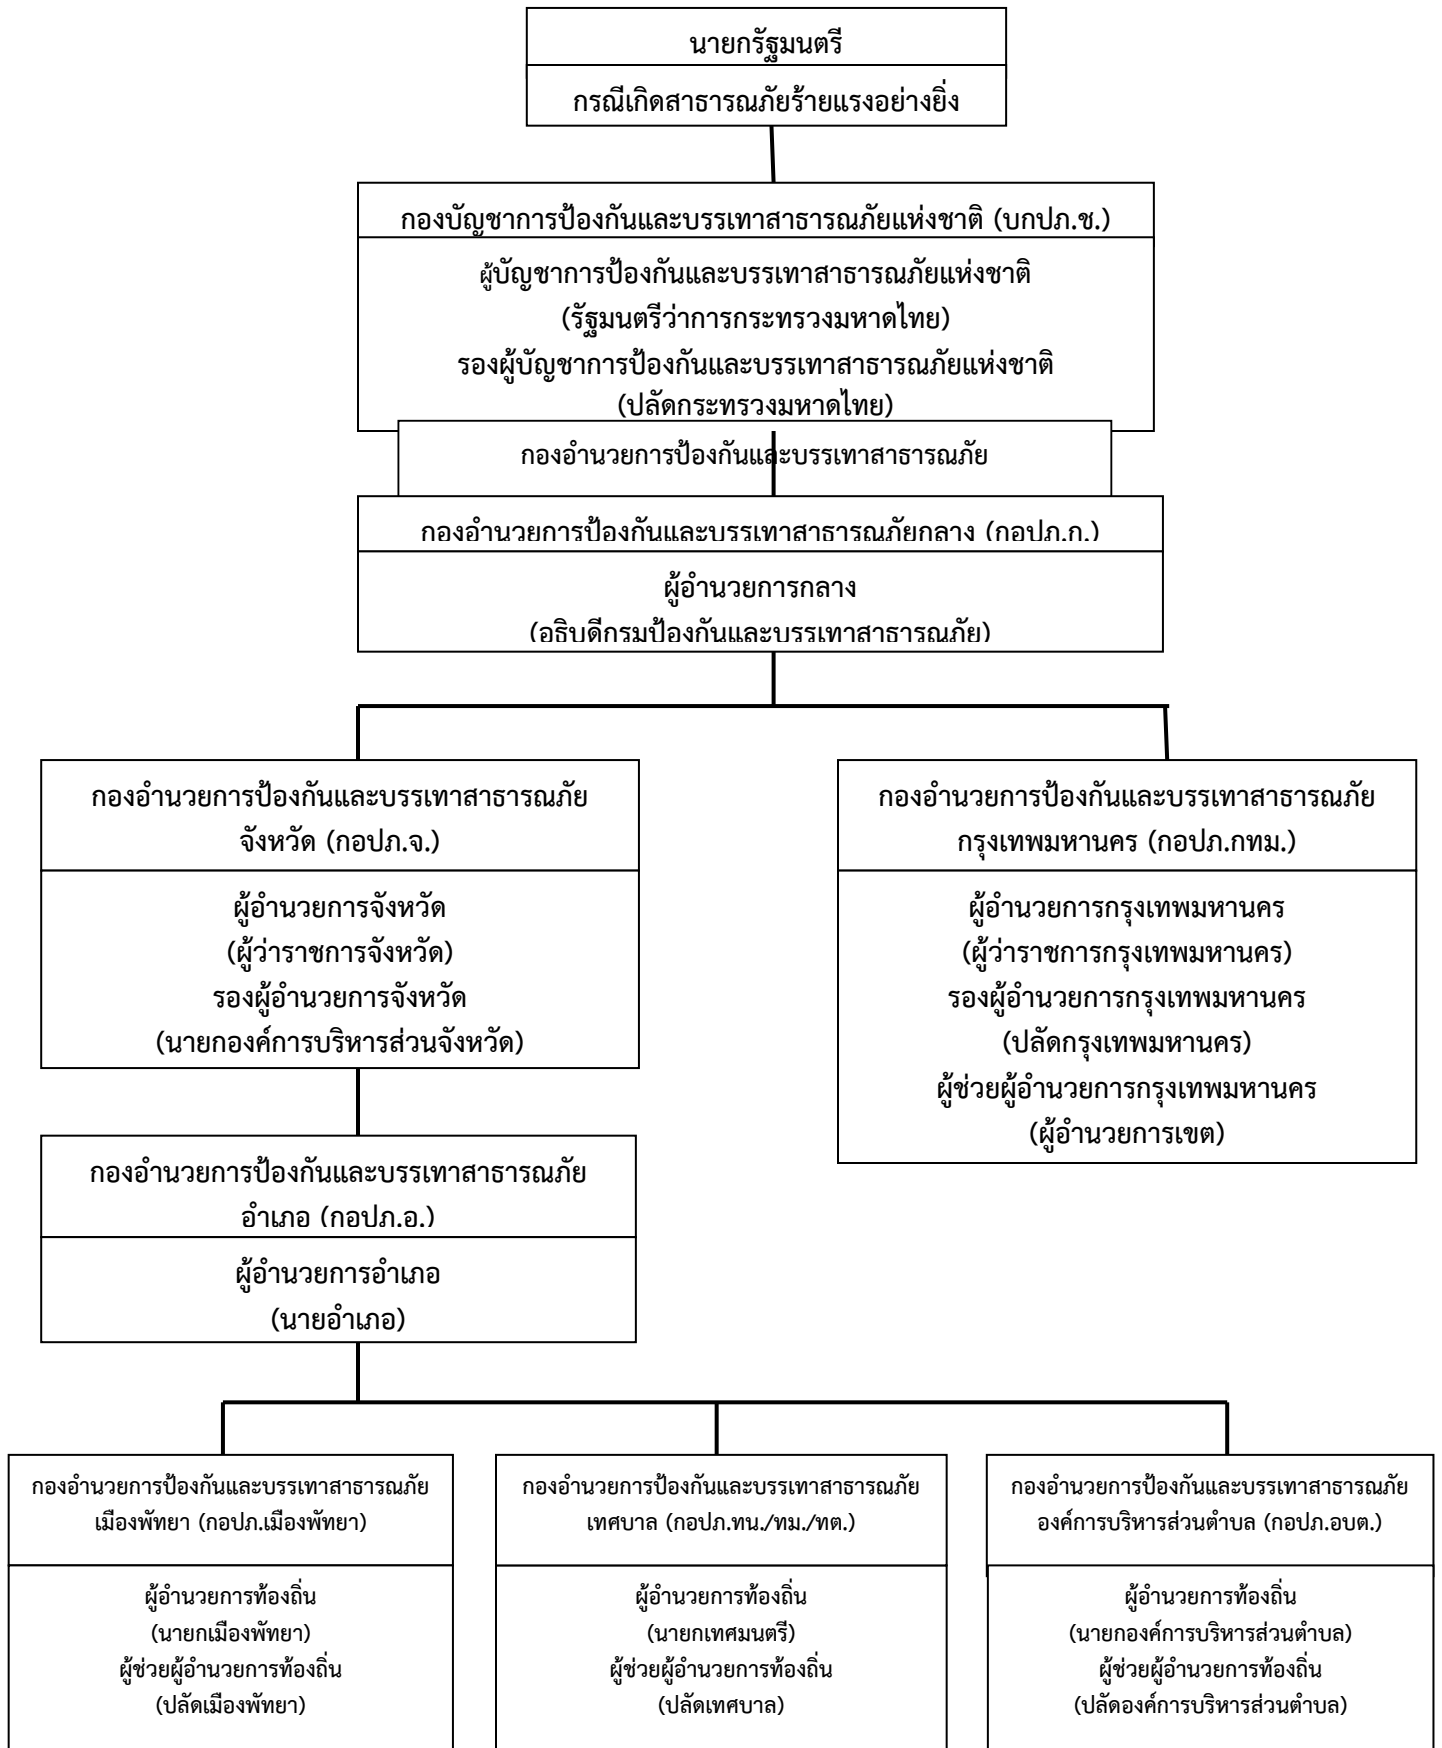 นายกรัฐมนตรี
กรณีเกิดสาธารณภัยร้ายแรงอย่างยิ่ง
กองบัญชาการป้องกันและบรรเทาสาธารณภัยแห่งชาติ (บกปภ.ช.)
ผู้บัญชาการป้องกันและบรรเทาสาธารณภัยแห่งชาติ
(รัฐมนตรีว่าการกระทรวงมหาดไทย)
รองผู้บัญชาการป้องกันและบรรเทาสาธารณภัยแห่งชาติ
(ปลัดกระทรวงมหาดไทย)
กองอำนวยการป้องกันและบรรเทาสาธารณภัย
กองอำนวยการป้องกันและบรรเทาสาธารณภัยกลาง (กอปภ.ก.)
ผู้อำนวยการกลาง
(อธิบดีกรมป้องกันและบรรเทาสาธารณภัย)
กองอำนวยการป้องกันและบรรเทาสาธารณภัย
จังหวัด (กอปภ.จ.)
ผู้อำนวยการจังหวัด
(ผู้ว่าราชการจังหวัด)
รองผู้อำนวยการจังหวัด
(นายกองค์การบริหารส่วนจังหวัด)
กองอำนวยการป้องกันและบรรเทาสาธารณภัย
กรุงเทพมหานคร (กอปภ.กทม.)
ผู้อำนวยการกรุงเทพมหานคร
(ผู้ว่าราชการกรุงเทพมหานคร)
รองผู้อำนวยการกรุงเทพมหานคร
(ปลัดกรุงเทพมหานคร)
ผู้ช่วยผู้อำนวยการกรุงเทพมหานคร
(ผู้อำนวยการเขต)
กองอำนวยการป้องกันและบรรเทาสาธารณภัย
อำเภอ (กอปภ.อ.)
ผู้อำนวยการอำเภอ
(นายอำเภอ)
กองอำนวยการป้องกันและบรรเทาสาธารณภัย
เมืองพัทยา (กอปภ.เมืองพัทยา)
ผู้อำนวยการท้องถิ่น
(นายกเมืองพัทยา)
ผู้ช่วยผู้อำนวยการท้องถิ่น
(ปลัดเมืองพัทยา)
กองอำนวยการป้องกันและบรรเทาสาธารณภัย
เทศบาล (กอปภ.ทน./ทม./ทต.)
ผู้อำนวยการท้องถิ่น
(นายกเทศมนตรี)
ผู้ช่วยผู้อำนวยการท้องถิ่น
(ปลัดเทศบาล)
กองอำนวยการป้องกันและบรรเทาสาธารณภัย
องค์การบริหารส่วนตำบล (กอปภ.อบต.)
ผู้อำนวยการท้องถิ่น
(นายกองค์การบริหารส่วนตำบล)
ผู้ช่วยผู้อำนวยการท้องถิ่น
(ปลัดองค์การบริหารส่วนตำบล)